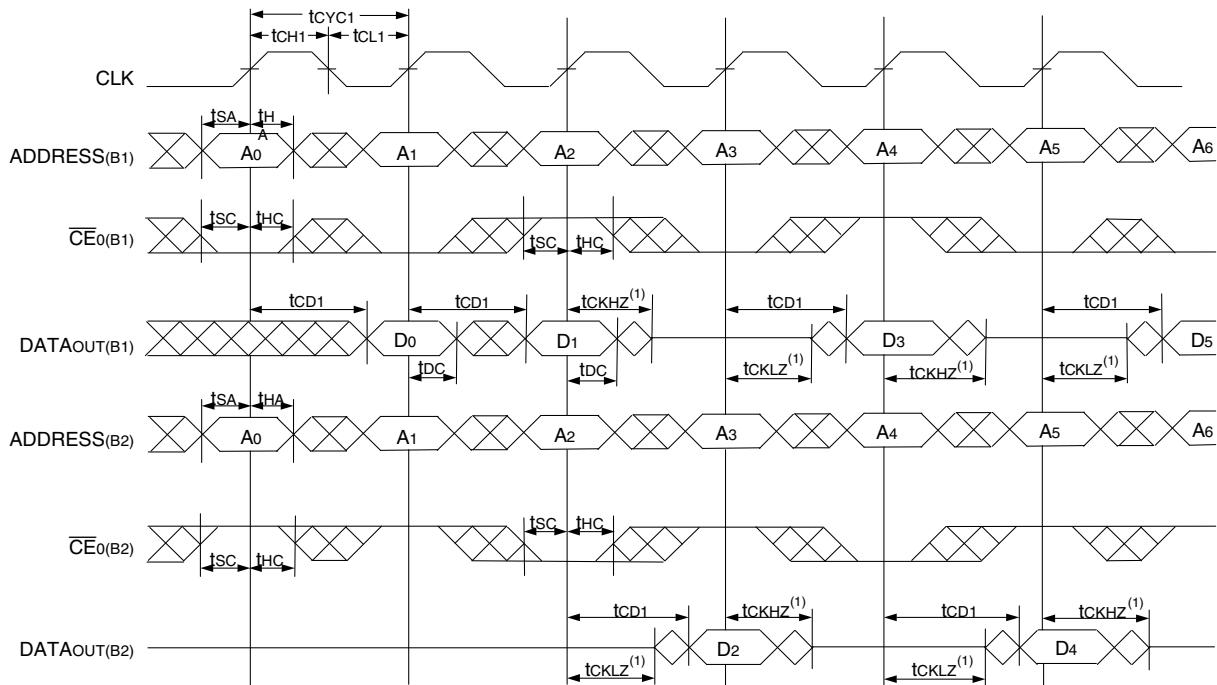 tCYC1
tCH1 tCL1
CLK
tSA tH
A
ADDRESS(B1) A0 A1 A2 A3 A4 A5 A6
tSC tHC
CE0(B1)
tSC tHC
tCD1 tCD1 tCKHZ(1) tCD1 tCD1
DATAOUT(B1) D0 D1 D3 D5
tDC tDC tCKLZ(1) tCKHZ(1) tCKLZ(1)
tSA tHA
ADDRESS(B2) A0 A1 A2 A3 A4 A5 A6
tSC tHC
CE0(B2)
tSC tHC
tCD1 tCKHZ(1) tCD1 tCKHZ(1)
DATAOUT(B2) D2 D4
tCKLZ(1) tCKLZ(1)